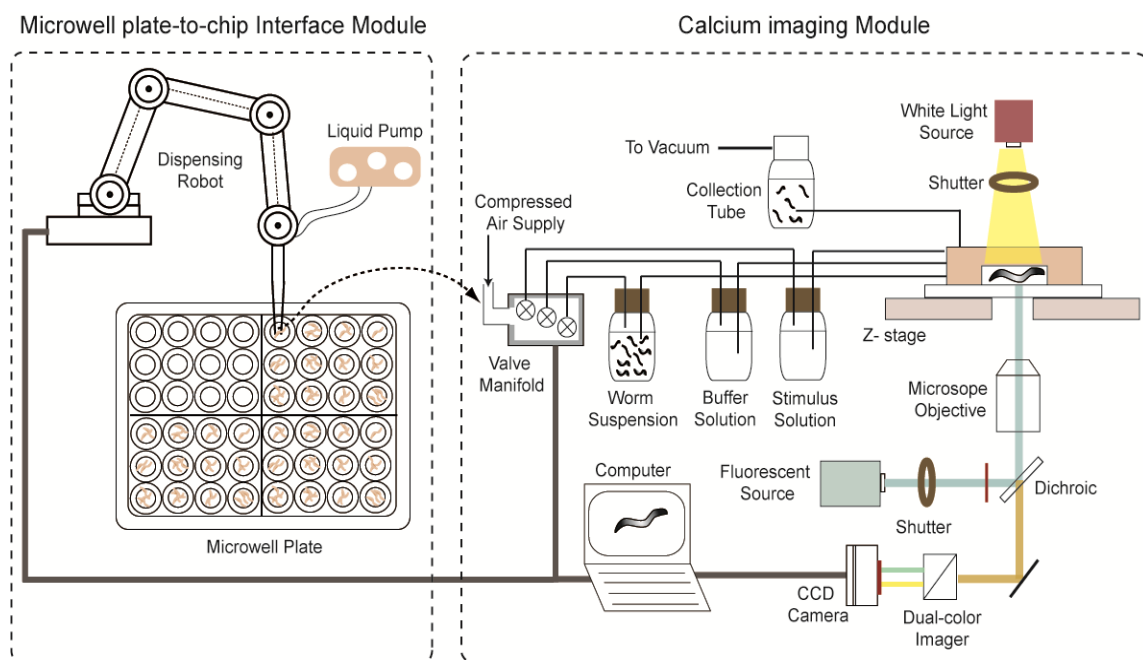 Microwell plate-to-chip Interface Module
Calcium imaging Module
Dispensing
Robot
Liquid Pump
Microwell Plate
Compressed
Air Supply
Valve
Manifold
To Vacuum
Collection
Tube
White Light
Source
Shutter
Z- stage
Worm
Suspension
Buffer
Solution
Stimulus
Solution
Microsope
Objective
Computer
Fluorescent
Source
Shutter
Dichroic
CCD
Camera
Dual-color
Imager